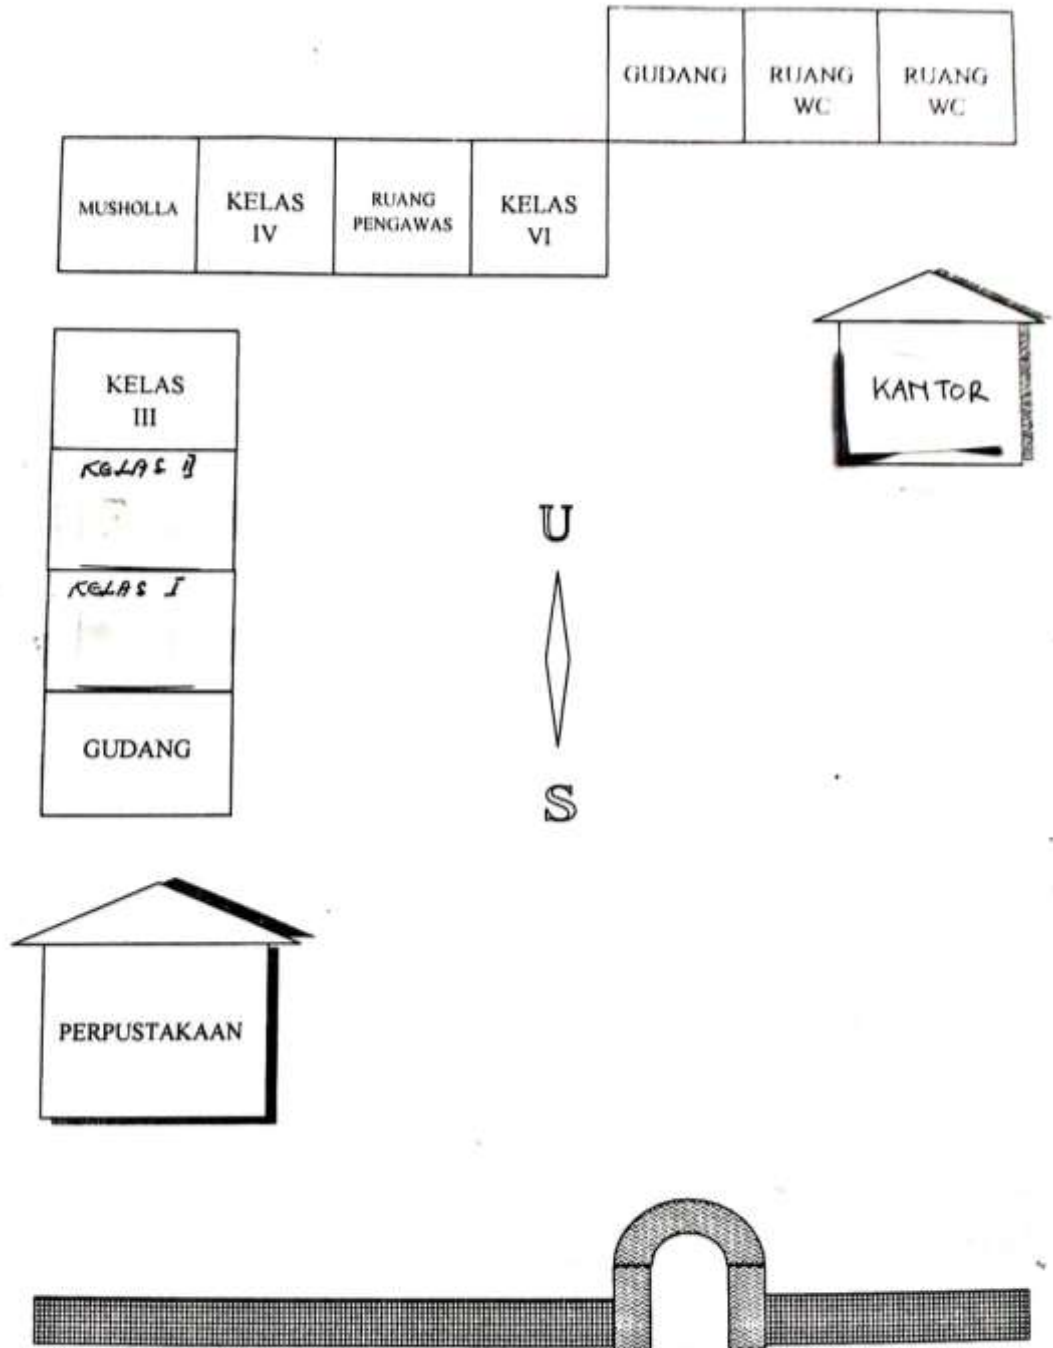 GUDANG
RUANG
WC
RUANG
WC
MUSHOLLA
KELAS
IV
RUANG
PENGAWAS
KELAS
VI
KANTOR
KELAS
III
KELAS II
KELAS I
GUDANG
U
S
PERPUSTAKAAN